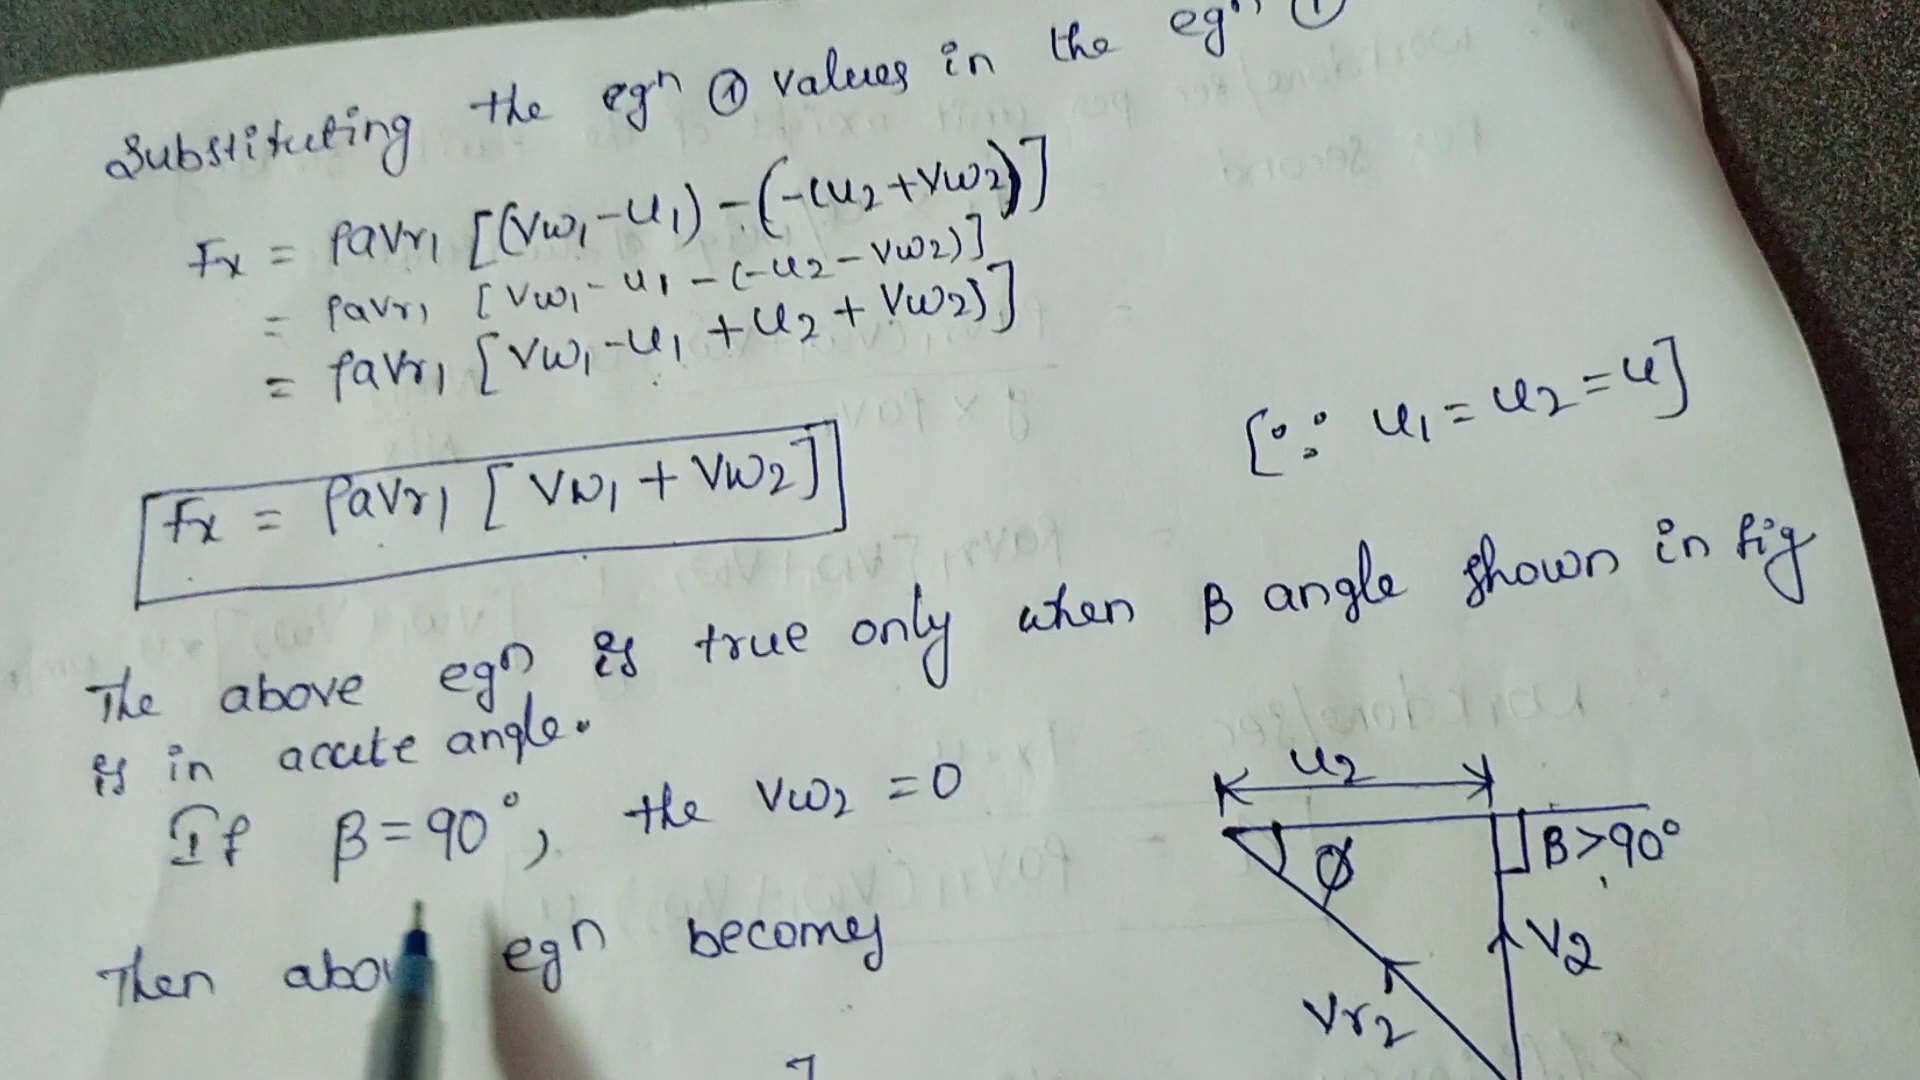 Substituting the eqn ① values in the eqn ①
Fx = ρavr1 [(Vw1 - u1) - (-(u2 + Vw2)]
= ρavr1 [Vw1 - u1 - (-u2 - Vw2)]
= ρavr1 [Vw1 - u1 + u2 + Vw2)]
[∵ u1 = u2 = u]
Fx = ρavr1 [Vw1 + Vw2]
The above eqn is true only when β angle shown in fig
is in acute angle.
If β = 90°, the Vw2 = 0
Then abov eqn becomes
u2
φ
β>90°
V2
Vr2